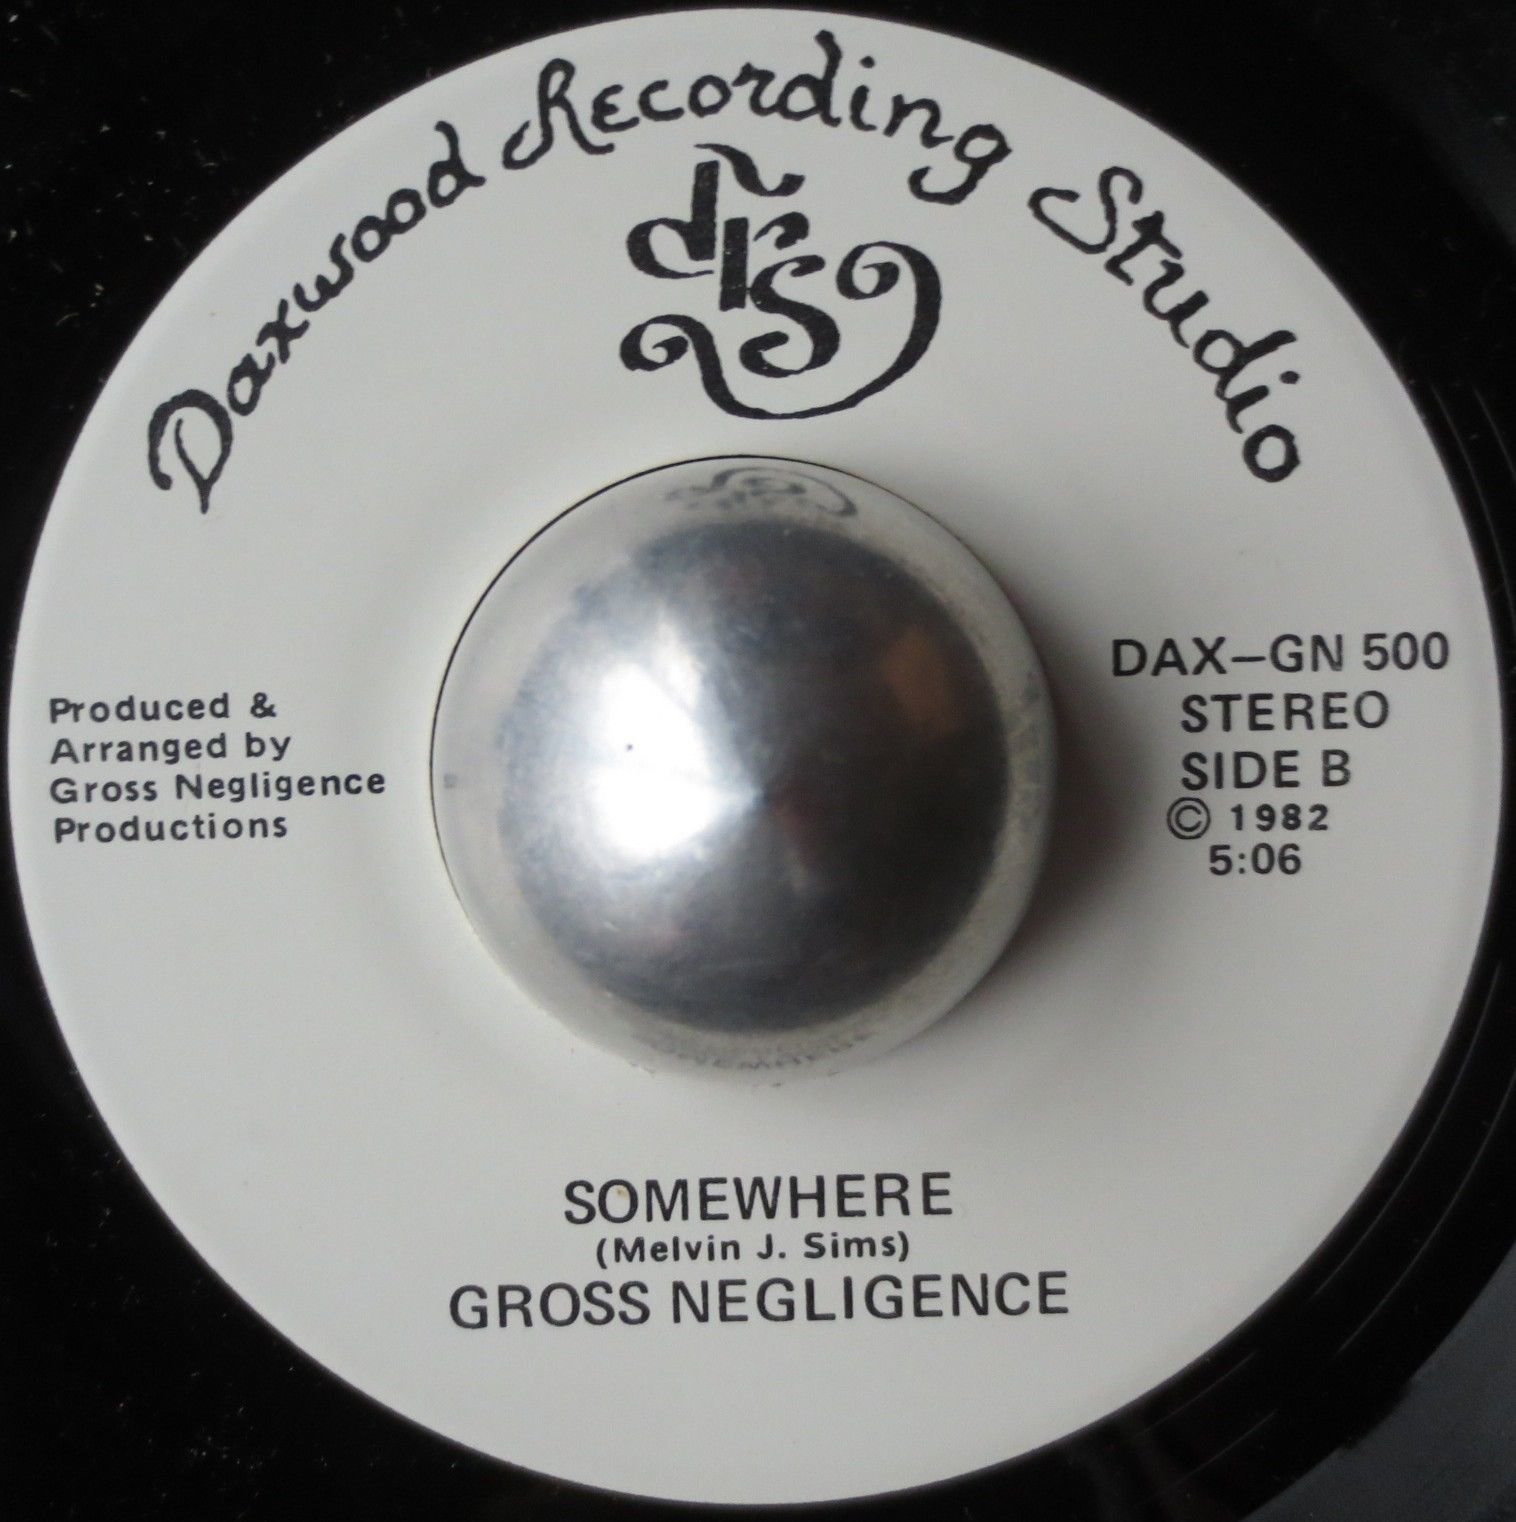 Daxwood Recording Studio
drs
Produced &
Arranged by
Gross Negligence
Productions
DAX-GN 500
STEREO
SIDE B
© 1982
5:06
SOMEWHERE
(Melvin J. Sims)
GROSS NEGLIGENCE